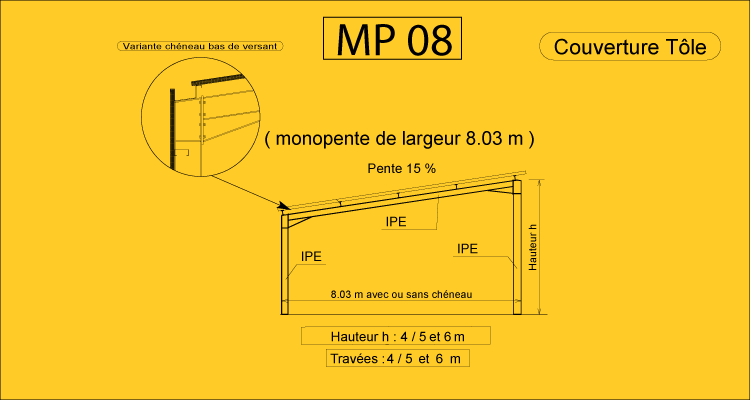 Variante chéneau bas de versant
MP 08
Couverture Tôle
( monopente de largeur 8.03 m )
Pente 15 %
IPE
IPE
IPE
Hauteur h
8.03 m avec ou sans chéneau
Hauteur h : 4 / 5 et 6 m
Travées : 4 / 5 et 6 m